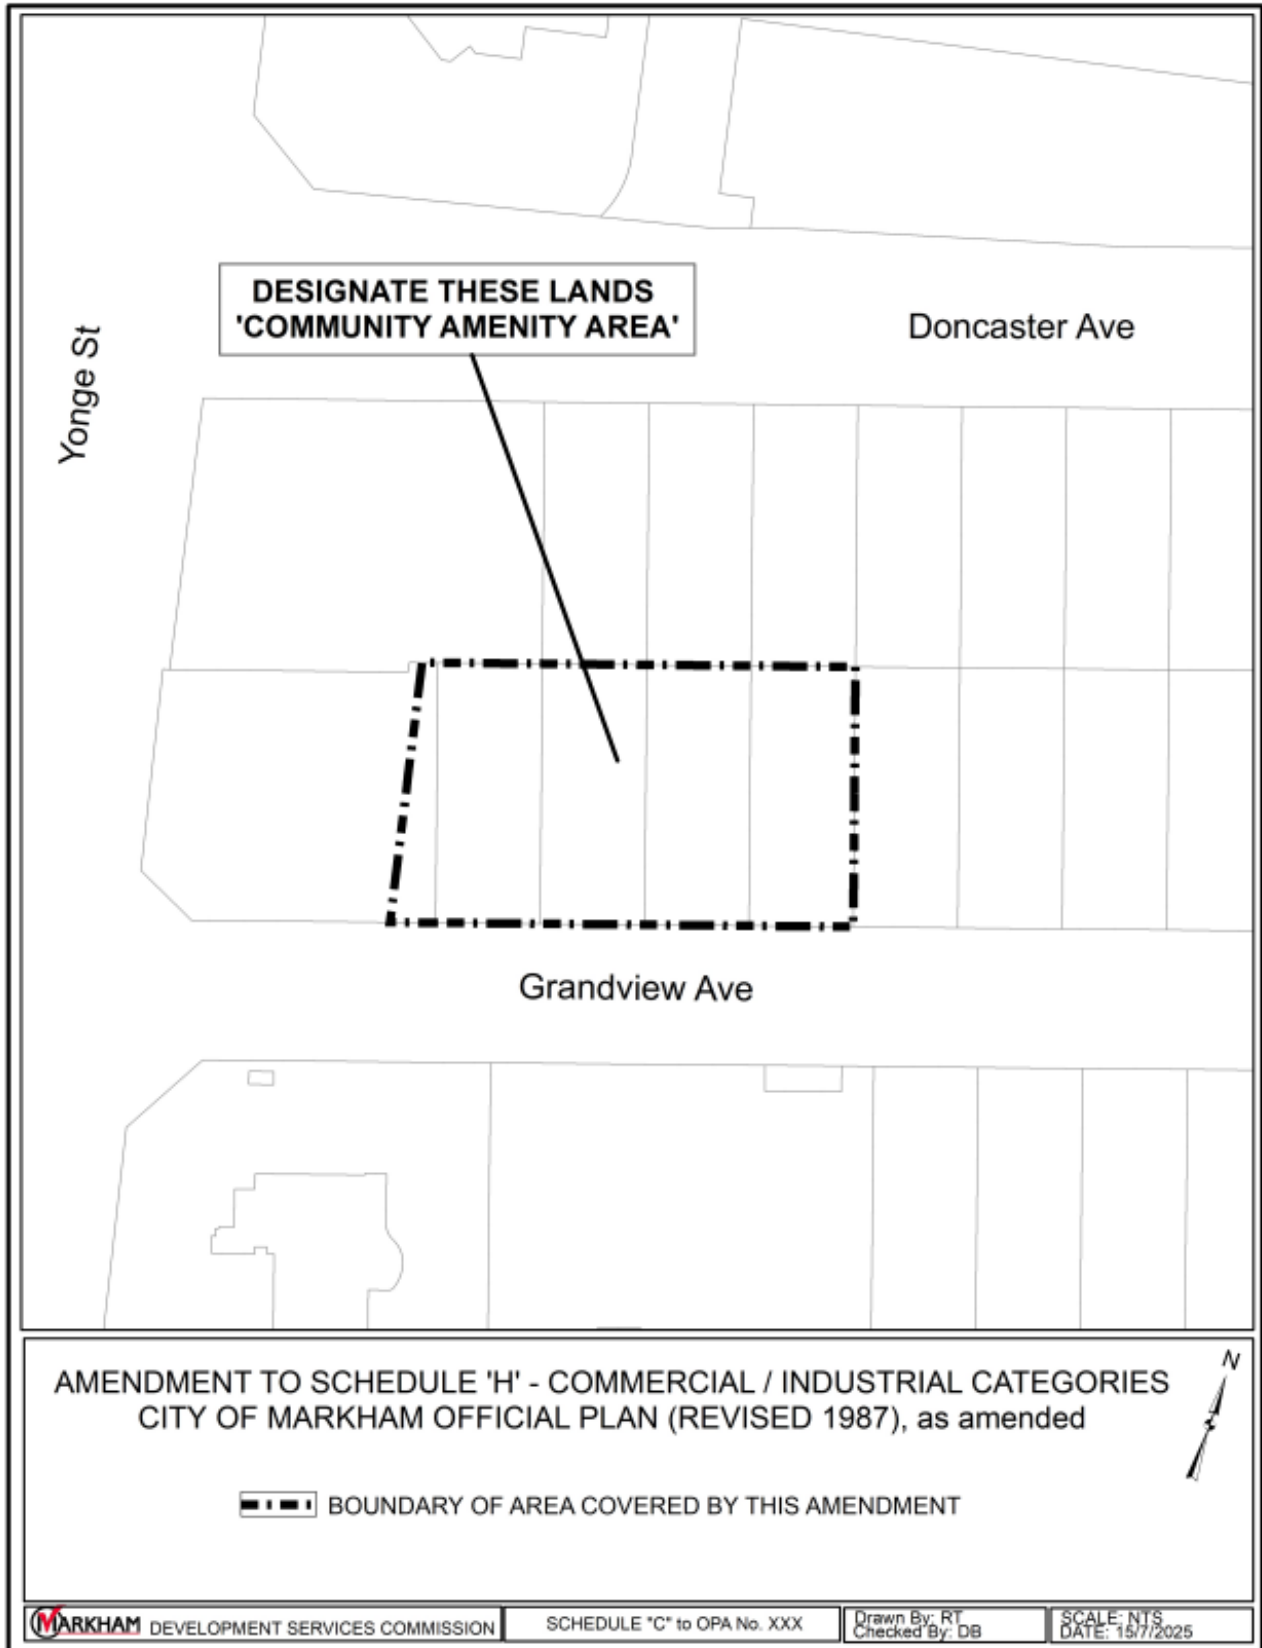 DESIGNATE THESE LANDS
'COMMUNITY AMENITY AREA'
Doncaster Ave
Yonge St
Grandview Ave
AMENDMENT TO SCHEDULE 'H' - COMMERCIAL / INDUSTRIAL CATEGORIES
CITY OF MARKHAM OFFICIAL PLAN (REVISED 1987), as amended
N
BOUNDARY OF AREA COVERED BY THIS AMENDMENT
MARKHAM DEVELOPMENT SERVICES COMMISSION
SCHEDULE "C" to OPA No. XXX
Drawn By: RT
Checked By: DB
SCALE: NTS
DATE: 15/7/2025